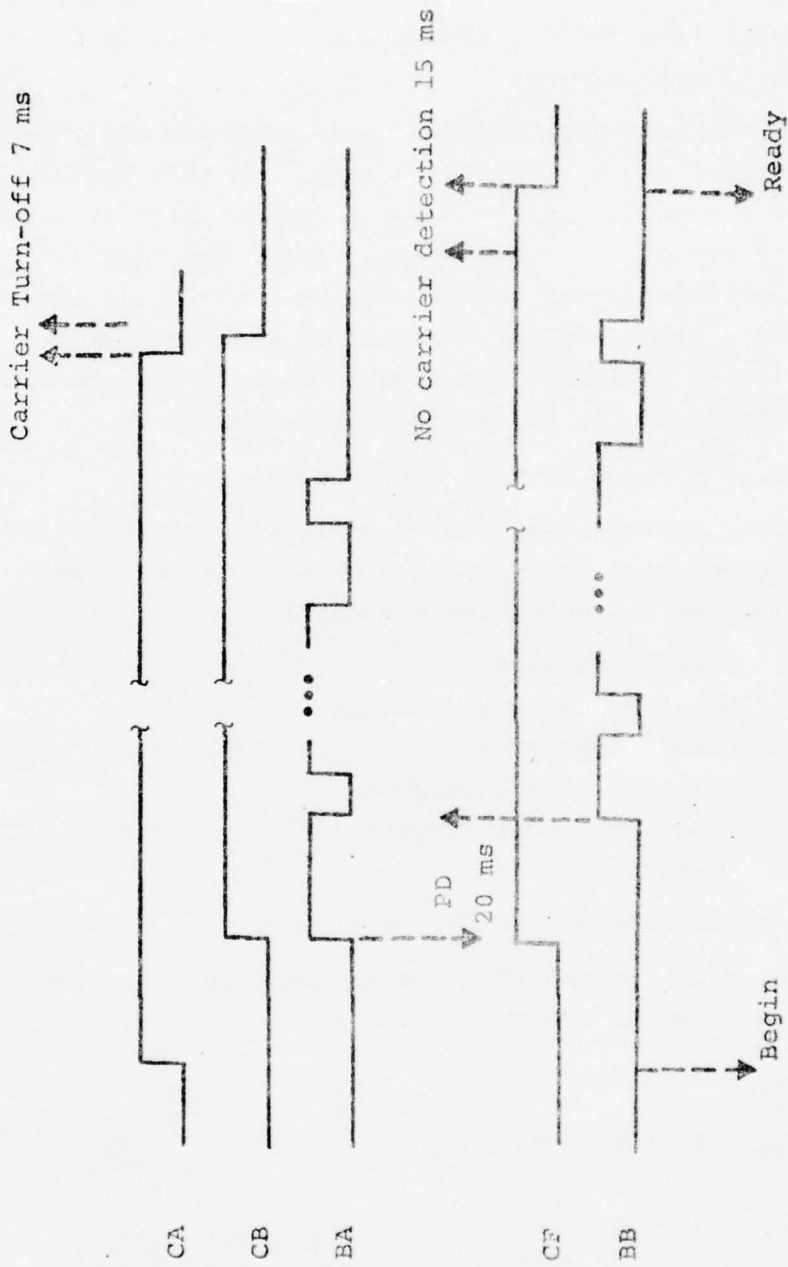 Carrier Turn-off 7 ms
CA
CB
BA
PD
20 ms
No carrier detection 15 ms
CF
BB
Begin
Ready